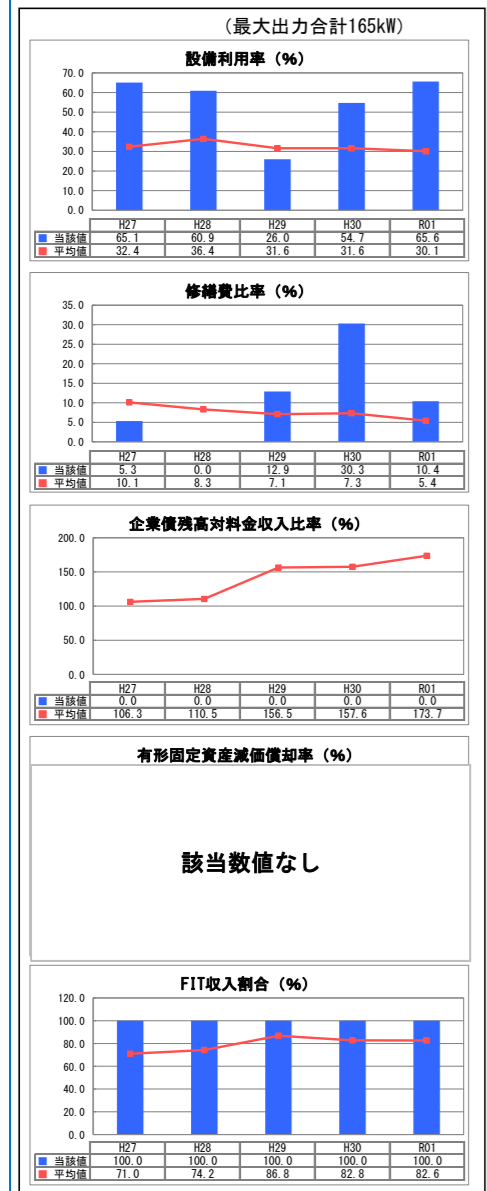 (最大出力合計165kW)
設備利用率（%）
70.0
60.0
50.0
40.0
30.0
20.0
10.0
0.0
H27 H28 H29 H30 R01
当該値 65.1 60.9 26.0 54.7 65.6
平均値 32.4 36.4 31.6 31.6 30.1
修繕費比率（%）
35.0
30.0
25.0
20.0
15.0
10.0
5.0
0.0
H27 H28 H29 H30 R01
当該値 5.3 0.0 12.9 30.3 10.4
平均値 10.1 8.3 7.1 7.3 5.4
企業債残高対料金収入比率（%）
200.0
150.0
100.0
50.0
0.0
H27 H28 H29 H30 R01
当該値 0.0 0.0 0.0 0.0 0.0
平均値 106.3 110.5 156.5 157.6 173.7
有形固定資産減価償却率（%）
該当数値なし
FIT収入割合（%）
120.0
100.0
80.0
60.0
40.0
20.0
0.0
H27 H28 H29 H30 R01
当該値 100.0 100.0 100.0 100.0 100.0
平均値 71.0 74.2 86.8 82.8 82.6